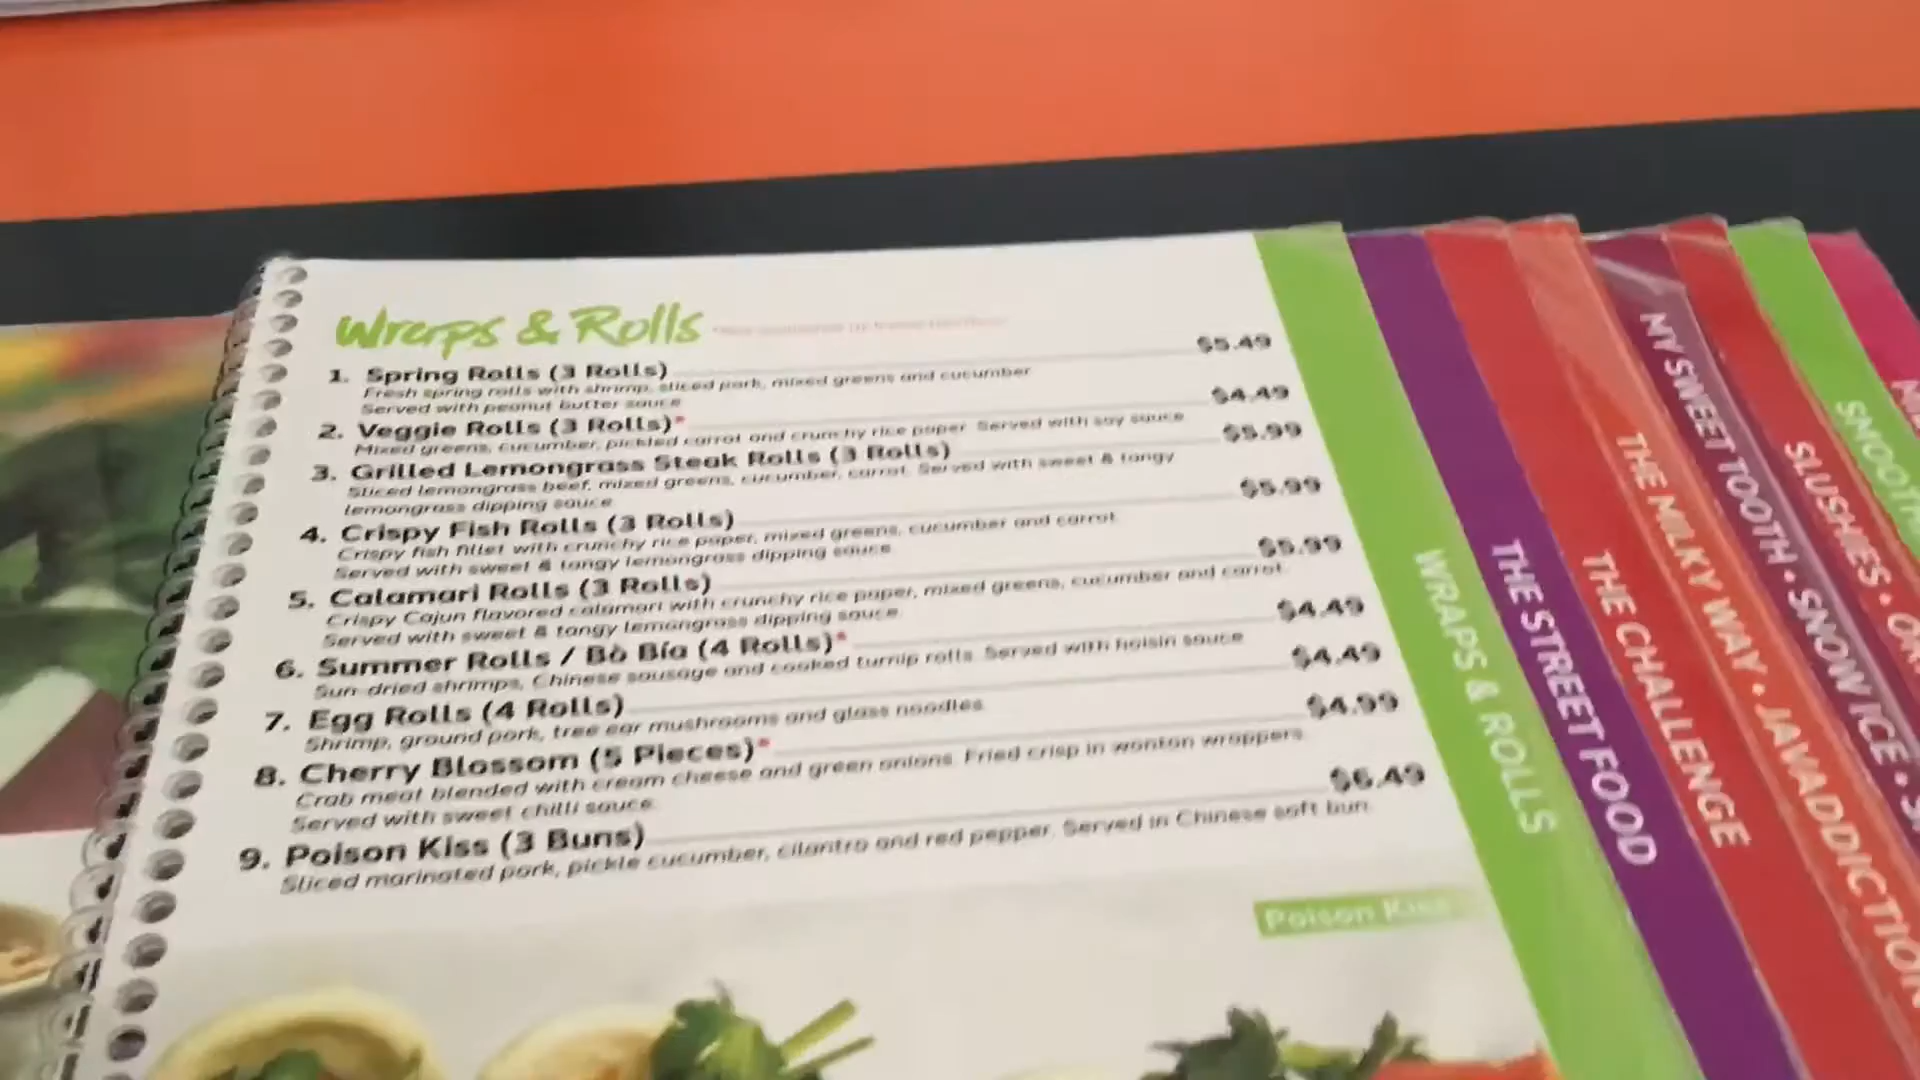 Wraps & Rolls
1. Spring Rolls (3 Rolls) $5.49
Fresh spring rolls with shrimp, sliced pork, mixed greens and cucumber
Served with peanut butter sauce
2. Veggie Rolls (3 Rolls)* $4.49
Mixed greens, cucumber, pickled carrot and crunchy rice paper. Served with soy sauce
3. Grilled Lemongrass Steak Rolls (3 Rolls) $5.99
Sliced lemongrass beef, mixed greens, cucumber, carrot. Served with sweet & tangy
lemongrass dipping sauce
4. Crispy Fish Rolls (3 Rolls) $5.99
Crispy fish fillet with crunchy rice paper, mixed greens, cucumber and carrot.
Served with sweet & tangy lemongrass dipping sauce
5. Calamari Rolls (3 Rolls) $5.99
Crispy Cajun flavored calamari with crunchy rice paper, mixed greens, cucumber and carrot.
Served with sweet & tangy lemongrass dipping sauce.
6. Summer Rolls / Bò Bía (4 Rolls)* $4.49
Sun-dried shrimps, Chinese sausage and cooked turnip rolls. Served with hoisin sauce
7. Egg Rolls (4 Rolls) $4.49
Shrimp, ground pork, tree ear mushrooms and glass noodles
8. Cherry Blossom (5 Pieces)* $4.99
Crab meat blended with cream cheese and green onions. Fried crisp in wonton wrappers.
Served with sweet chilli sauce.
9. Poison Kiss (3 Buns) $6.49
Sliced marinated pork, pickle cucumber, cilantro and red pepper. Served in Chinese soft bun.
Poison Kiss
WRAPS & ROLLS
THE STREET FOOD
THE CHALLENGE
THE MILKY WAY • JAVADDICTION
MY SWEET TOOTH • SNOW ICE •
SLUSHIES •